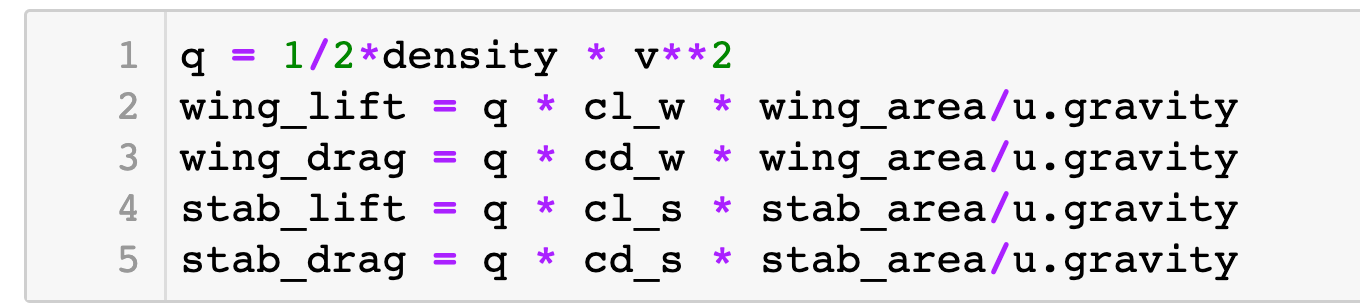 1 q = 1/2*density * v**2
2 wing_lift = q * cl_w * wing_area/u.gravity
3 wing_drag = q * cd_w * wing_area/u.gravity
4 stab_lift = q * cl_s * stab_area/u.gravity
5 stab_drag = q * cd_s * stab_area/u.gravity